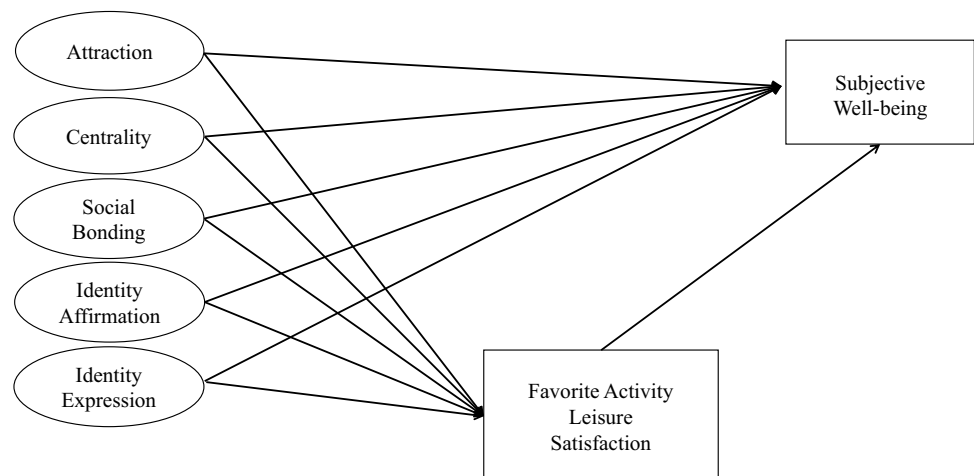 Attraction
Centrality
Social
Bonding
Identity
Affirmation
Identity
Expression
Subjective
Well-being
Favorite Activity
Leisure
Satisfaction